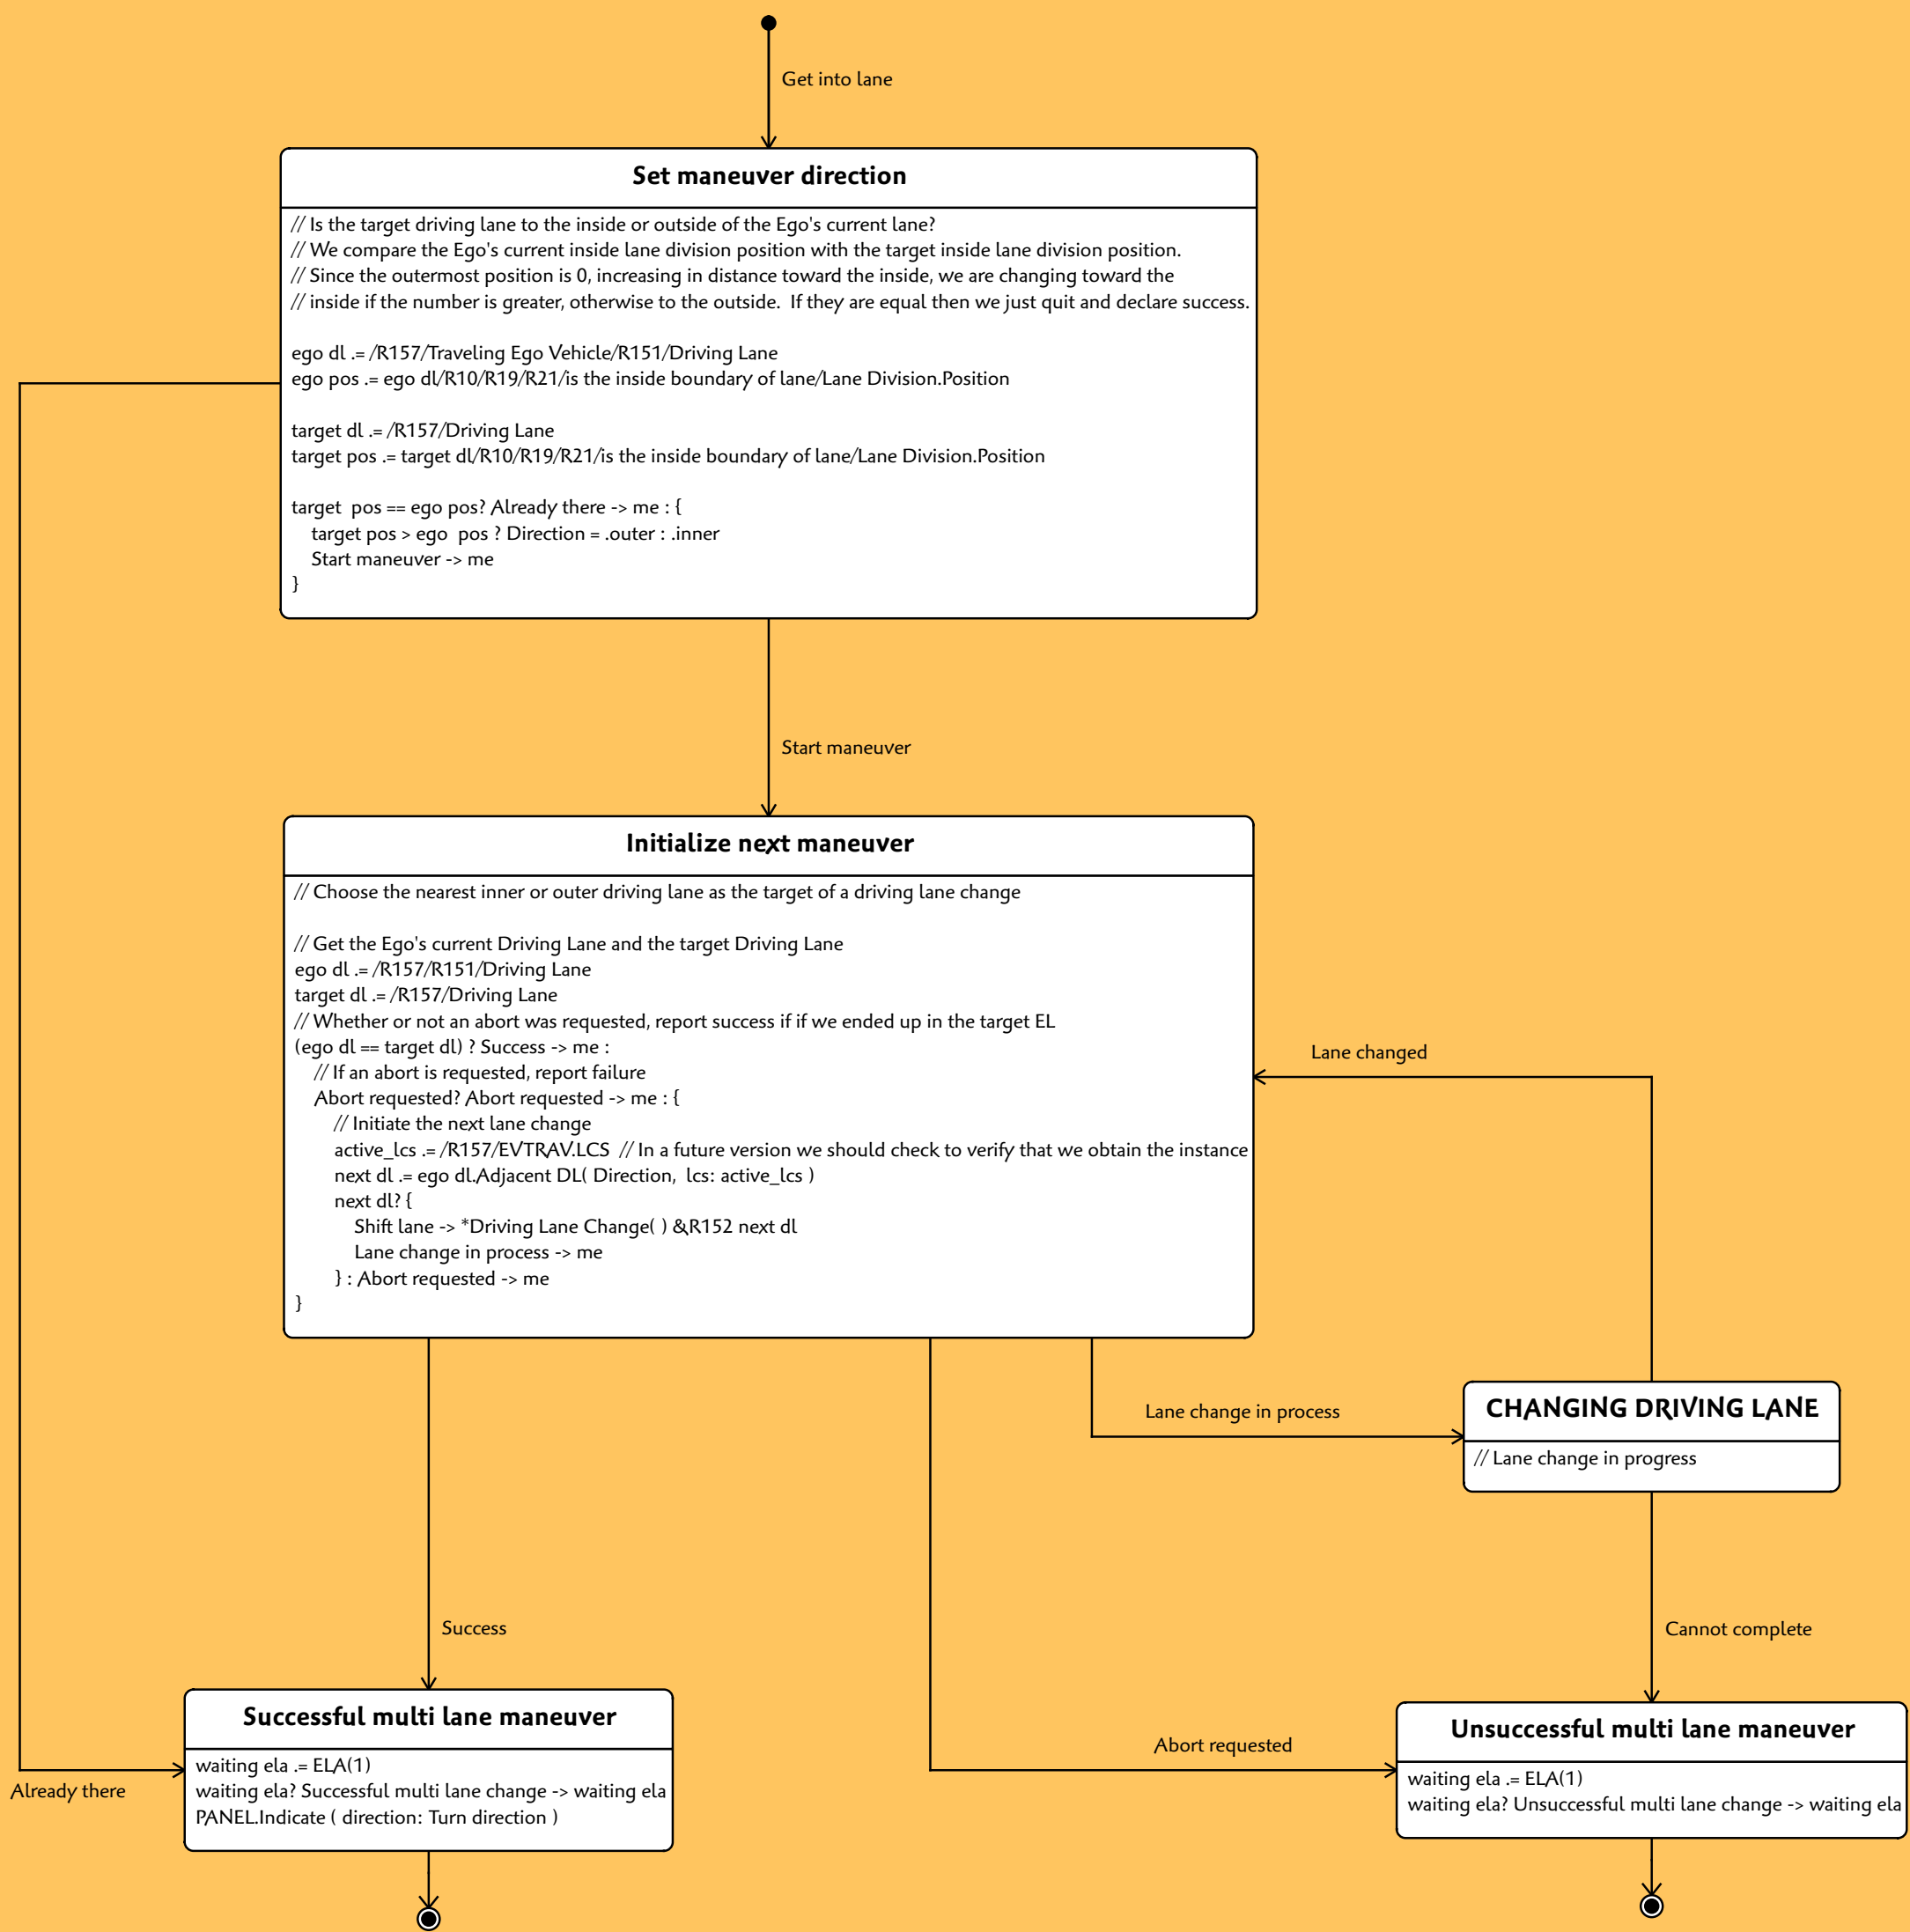 Get into lane
Set maneuver direction
// Is the target driving lane to the inside or outside of the Ego's current lane?
// We compare the Ego's current inside lane division position with the target inside lane division position.
// Since the outermost position is 0, increasing in distance toward the inside, we are changing toward the
// inside if the number is greater, otherwise to the outside.  If they are equal then we just quit and declare success.
ego dl .= /R157/Traveling Ego Vehicle/R151/Driving Lane
ego pos .= ego dl/R10/R19/R21/is the inside boundary of lane/Lane Division.Position
target dl .= /R157/Driving Lane
target pos .= target dl/R10/R19/R21/is the inside boundary of lane/Lane Division.Position
target  pos == ego pos? Already there -> me : {
target pos > ego  pos ? Direction = .outer : .inner
Start maneuver -> me
}
Start maneuver
Initialize next maneuver
// Choose the nearest inner or outer driving lane as the target of a driving lane change
// Get the Ego's current Driving Lane and the target Driving Lane
ego dl .= /R157/R151/Driving Lane
target dl .= /R157/Driving Lane
// Whether or not an abort was requested, report success if if we ended up in the target EL
(ego dl == target dl) ? Success -> me :
// If an abort is requested, report failure
Abort requested? Abort requested -> me : {
// Initiate the next lane change
active_lcs .= /R157/EVTRAV.LCS  // In a future version we should check to verify that we obtain the instance
next dl .= ego dl.Adjacent DL( Direction,  lcs: active_lcs )
next dl? {
Shift lane -> *Driving Lane Change( ) &R152 next dl
Lane change in process -> me
} : Abort requested -> me
}
Lane changed
Lane change in process
CHANGING DRIVING LANE
// Lane change in progress
Success
Cannot complete
Successful multi lane maneuver
waiting ela .= ELA(1)
waiting ela? Successful multi lane change -> waiting ela
PANEL.Indicate ( direction: Turn direction )
Already there
Abort requested
Unsuccessful multi lane maneuver
waiting ela .= ELA(1)
waiting ela? Unsuccessful multi lane change -> waiting ela